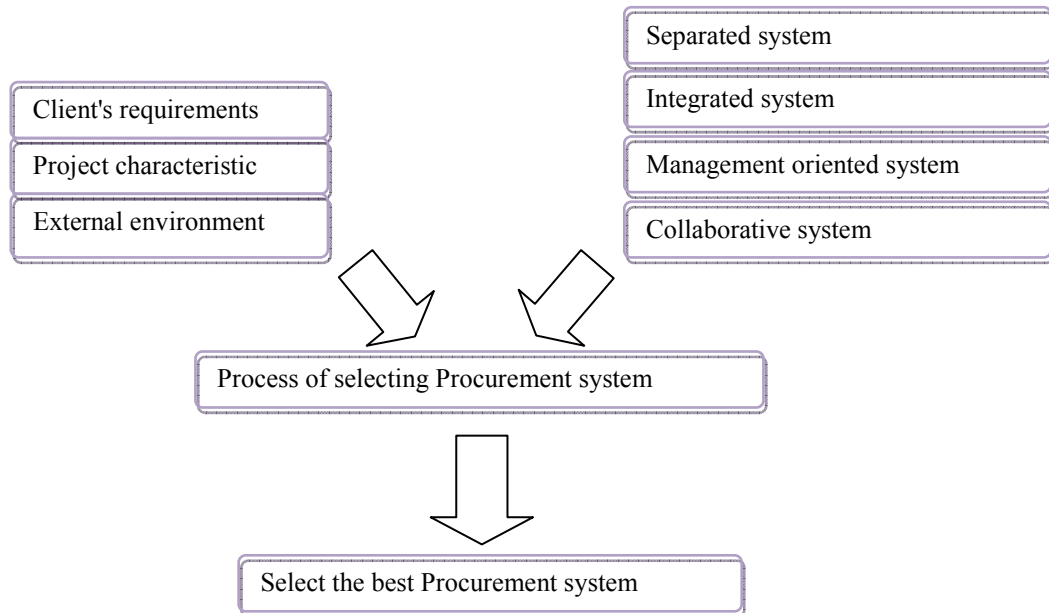 Client's requirements
Project characteristic
External environment
Separated system
Integrated system
Management oriented system
Collaborative system
Process of selecting Procurement system
Select the best Procurement system